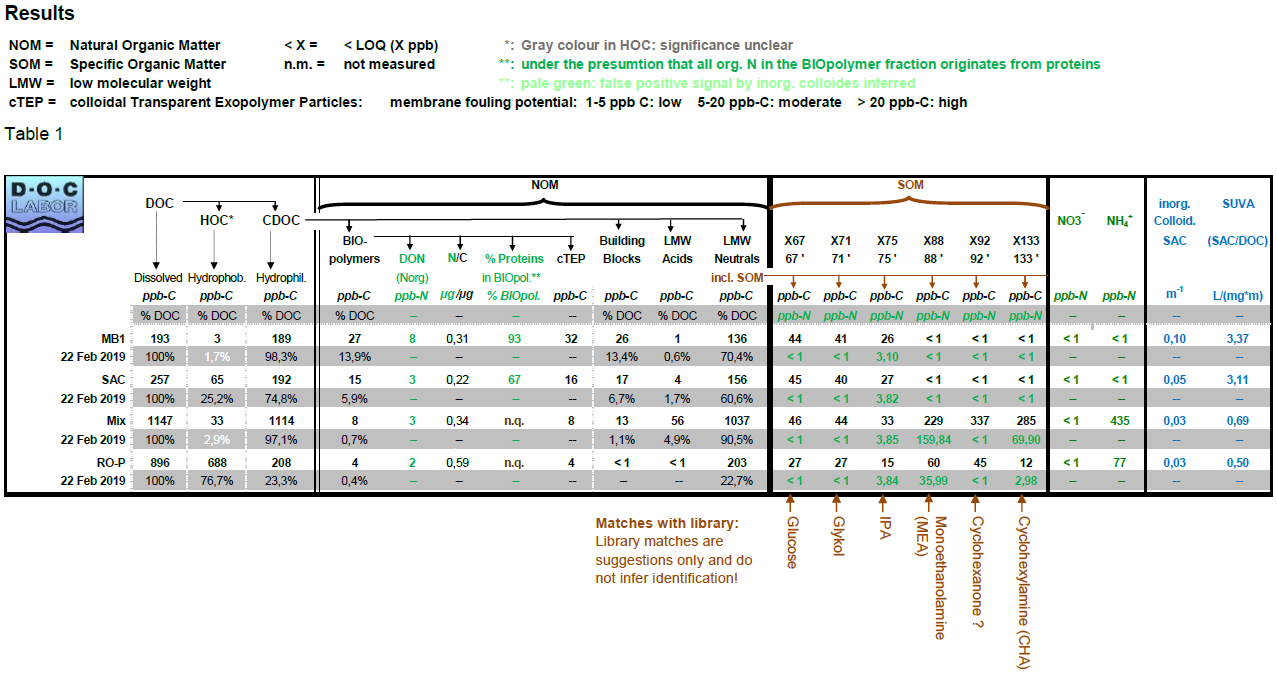 Results
NOM = Natural Organic Matter < X = < LOQ (X ppb) *: Gray colour in HOC: significance unclear
SOM = Specific Organic Matter n.m. = not measured **: under the presumtion that all org. N in the BIOpolymer fraction originates from proteins
LMW = low molecular weight **: pale green: false positive signal by inorg. colloides inferred
cTEP = colloidal Transparent Exopolymer Particles: membrane fouling potential: 1-5 ppb C: low 5-20 ppb-C: moderate > 20 ppb-C: high
Table 1
D-O-C NOM SOM
LABOR DOC inorg. SUVA
HOC* CDOC NO3⁻ NH₄⁺ Colloid.
BIO- Building LMW LMW X67 X71 X75 X88 X92 X133 SAC (SAC/DOC)
polymers DON N/C % Proteins cTEP Blocks Acids Neutrals 67 ' 71 ' 75 ' 88 ' 92 ' 133 '
Dissolved Hydrophob. Hydrophil. (Norg) in BIOpol.** incl. SOM
ppb-C ppb-C ppb-C ppb-C ppb-N µg/µg % BIOpol. ppb-C ppb-C ppb-C ppb-C ppb-C ppb-C ppb-C ppb-C ppb-C ppb-C ppb-N ppb-N m⁻¹ L/(mg*m)
% DOC % DOC % DOC % DOC – – – -- % DOC % DOC % DOC ppb-N ppb-N ppb-N ppb-N ppb-N ppb-N – – -- –
MB1 193 3 189 27 8 0,31 93 32 26 1 136 44 41 26 < 1 < 1 < 1 < 1 < 1 0,10 3,37
22 Feb 2019 100% 1,7% 98,3% 13,9% – – – -- 13,4% 0,6% 70,4% < 1 < 1 3,10 < 1 < 1 < 1 – – -- –
SAC 257 65 192 15 3 0,22 67 16 17 4 156 45 40 27 < 1 < 1 < 1 < 1 < 1 0,05 3,11
22 Feb 2019 100% 25,2% 74,8% 5,9% – – – -- 6,7% 1,7% 60,6% < 1 < 1 3,82 < 1 < 1 < 1 – – -- –
Mix 1147 33 1114 8 3 0,34 n.q. 8 13 56 1037 46 44 33 229 337 285 < 1 435 0,03 0,69
22 Feb 2019 100% 2,9% 97,1% 0,7% – – – -- 1,1% 4,9% 90,5% < 1 < 1 3,85 159,84 < 1 69,90 – – -- –
RO-P 896 688 208 4 2 0,59 n.q. 4 < 1 < 1 203 27 27 15 60 45 12 < 1 77 0,03 0,50
22 Feb 2019 100% 76,7% 23,3% 0,4% – – – -- -- -- 22,7% < 1 < 1 3,84 35,99 < 1 2,98 – – -- –
Matches with library:
Library matches are
suggestions only and do
not infer identification!
Glucose
Glykol
IPA
Monoethanolamine
(MEA)
Cyclohexanone ?
Cyclohexylamine (CHA)